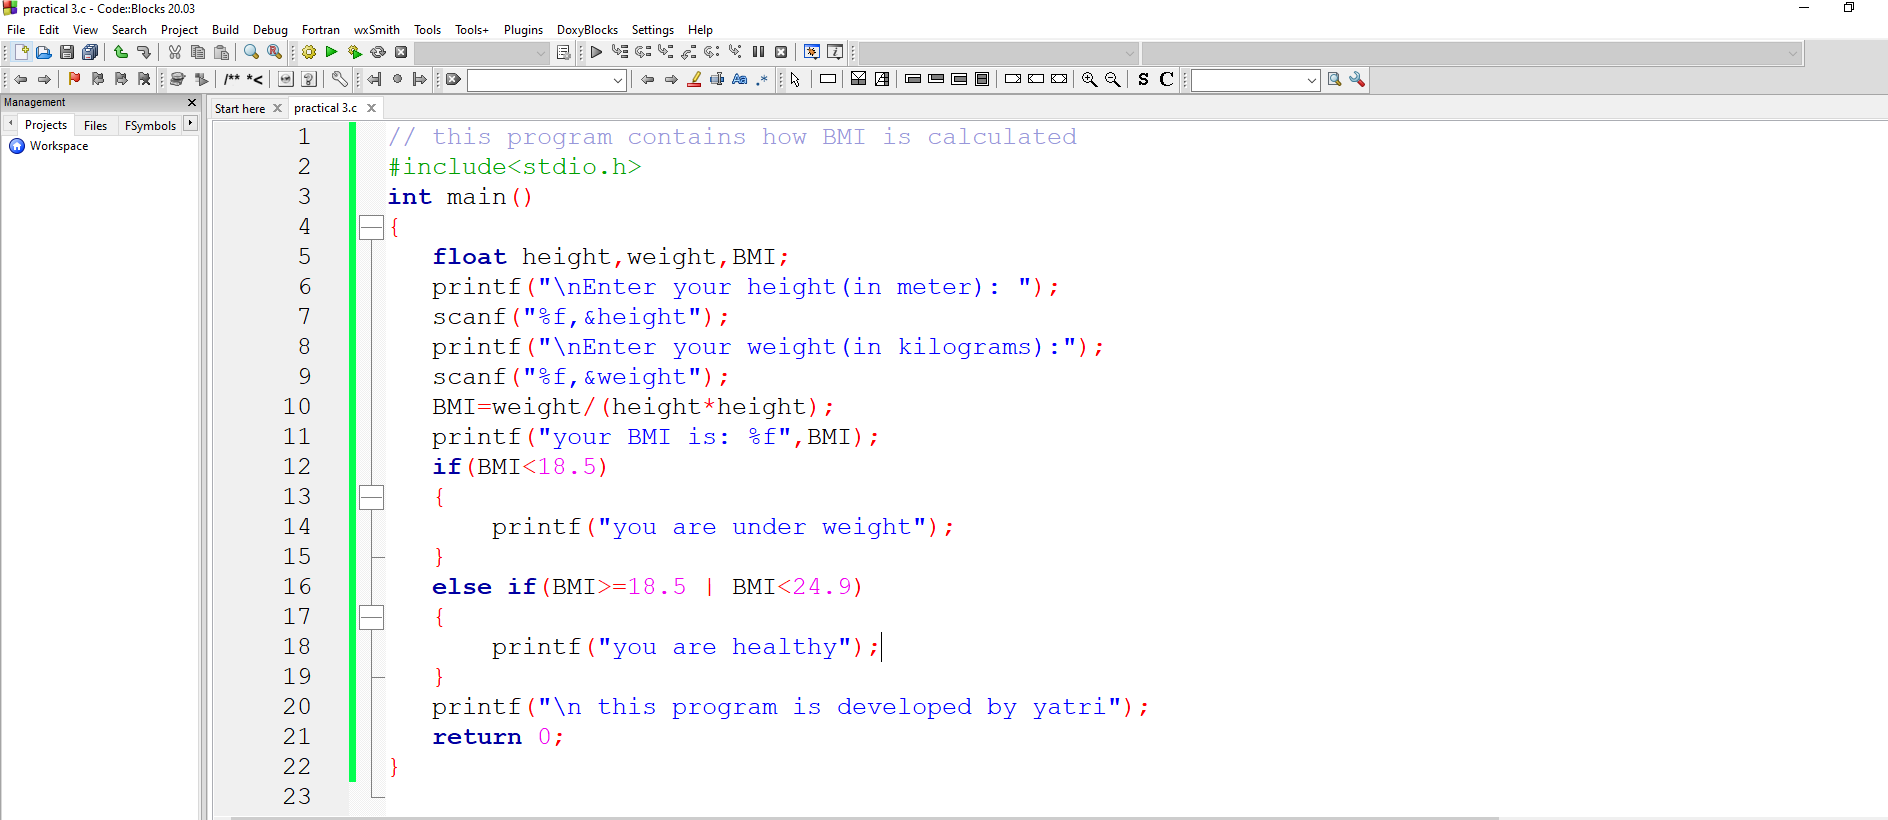 practical 3.c - Code::Blocks 20.03
File Edit View Search Project Build Debug Fortran wxSmith Tools Tools+ Plugins DoxyBlocks Settings Help
/** *< Aa .* S C
Management
Start here practical 3.c
Projects Files FSymbols
Workspace
1 // this program contains how BMI is calculated
2 #include<stdio.h>
3 int main()
4 {
5 float height,weight,BMI;
6 printf("\nEnter your height(in meter): ");
7 scanf("%f,&height");
8 printf("\nEnter your weight(in kilograms):");
9 scanf("%f,&weight");
10 BMI=weight/(height*height);
11 printf("your BMI is: %f",BMI);
12 if(BMI<18.5)
13 {
14 printf("you are under weight");
15 }
16 else if(BMI>=18.5 | BMI<24.9)
17 {
18 printf("you are healthy");
19 }
20 printf("\n this program is developed by yatri");
21 return 0;
22 }
23